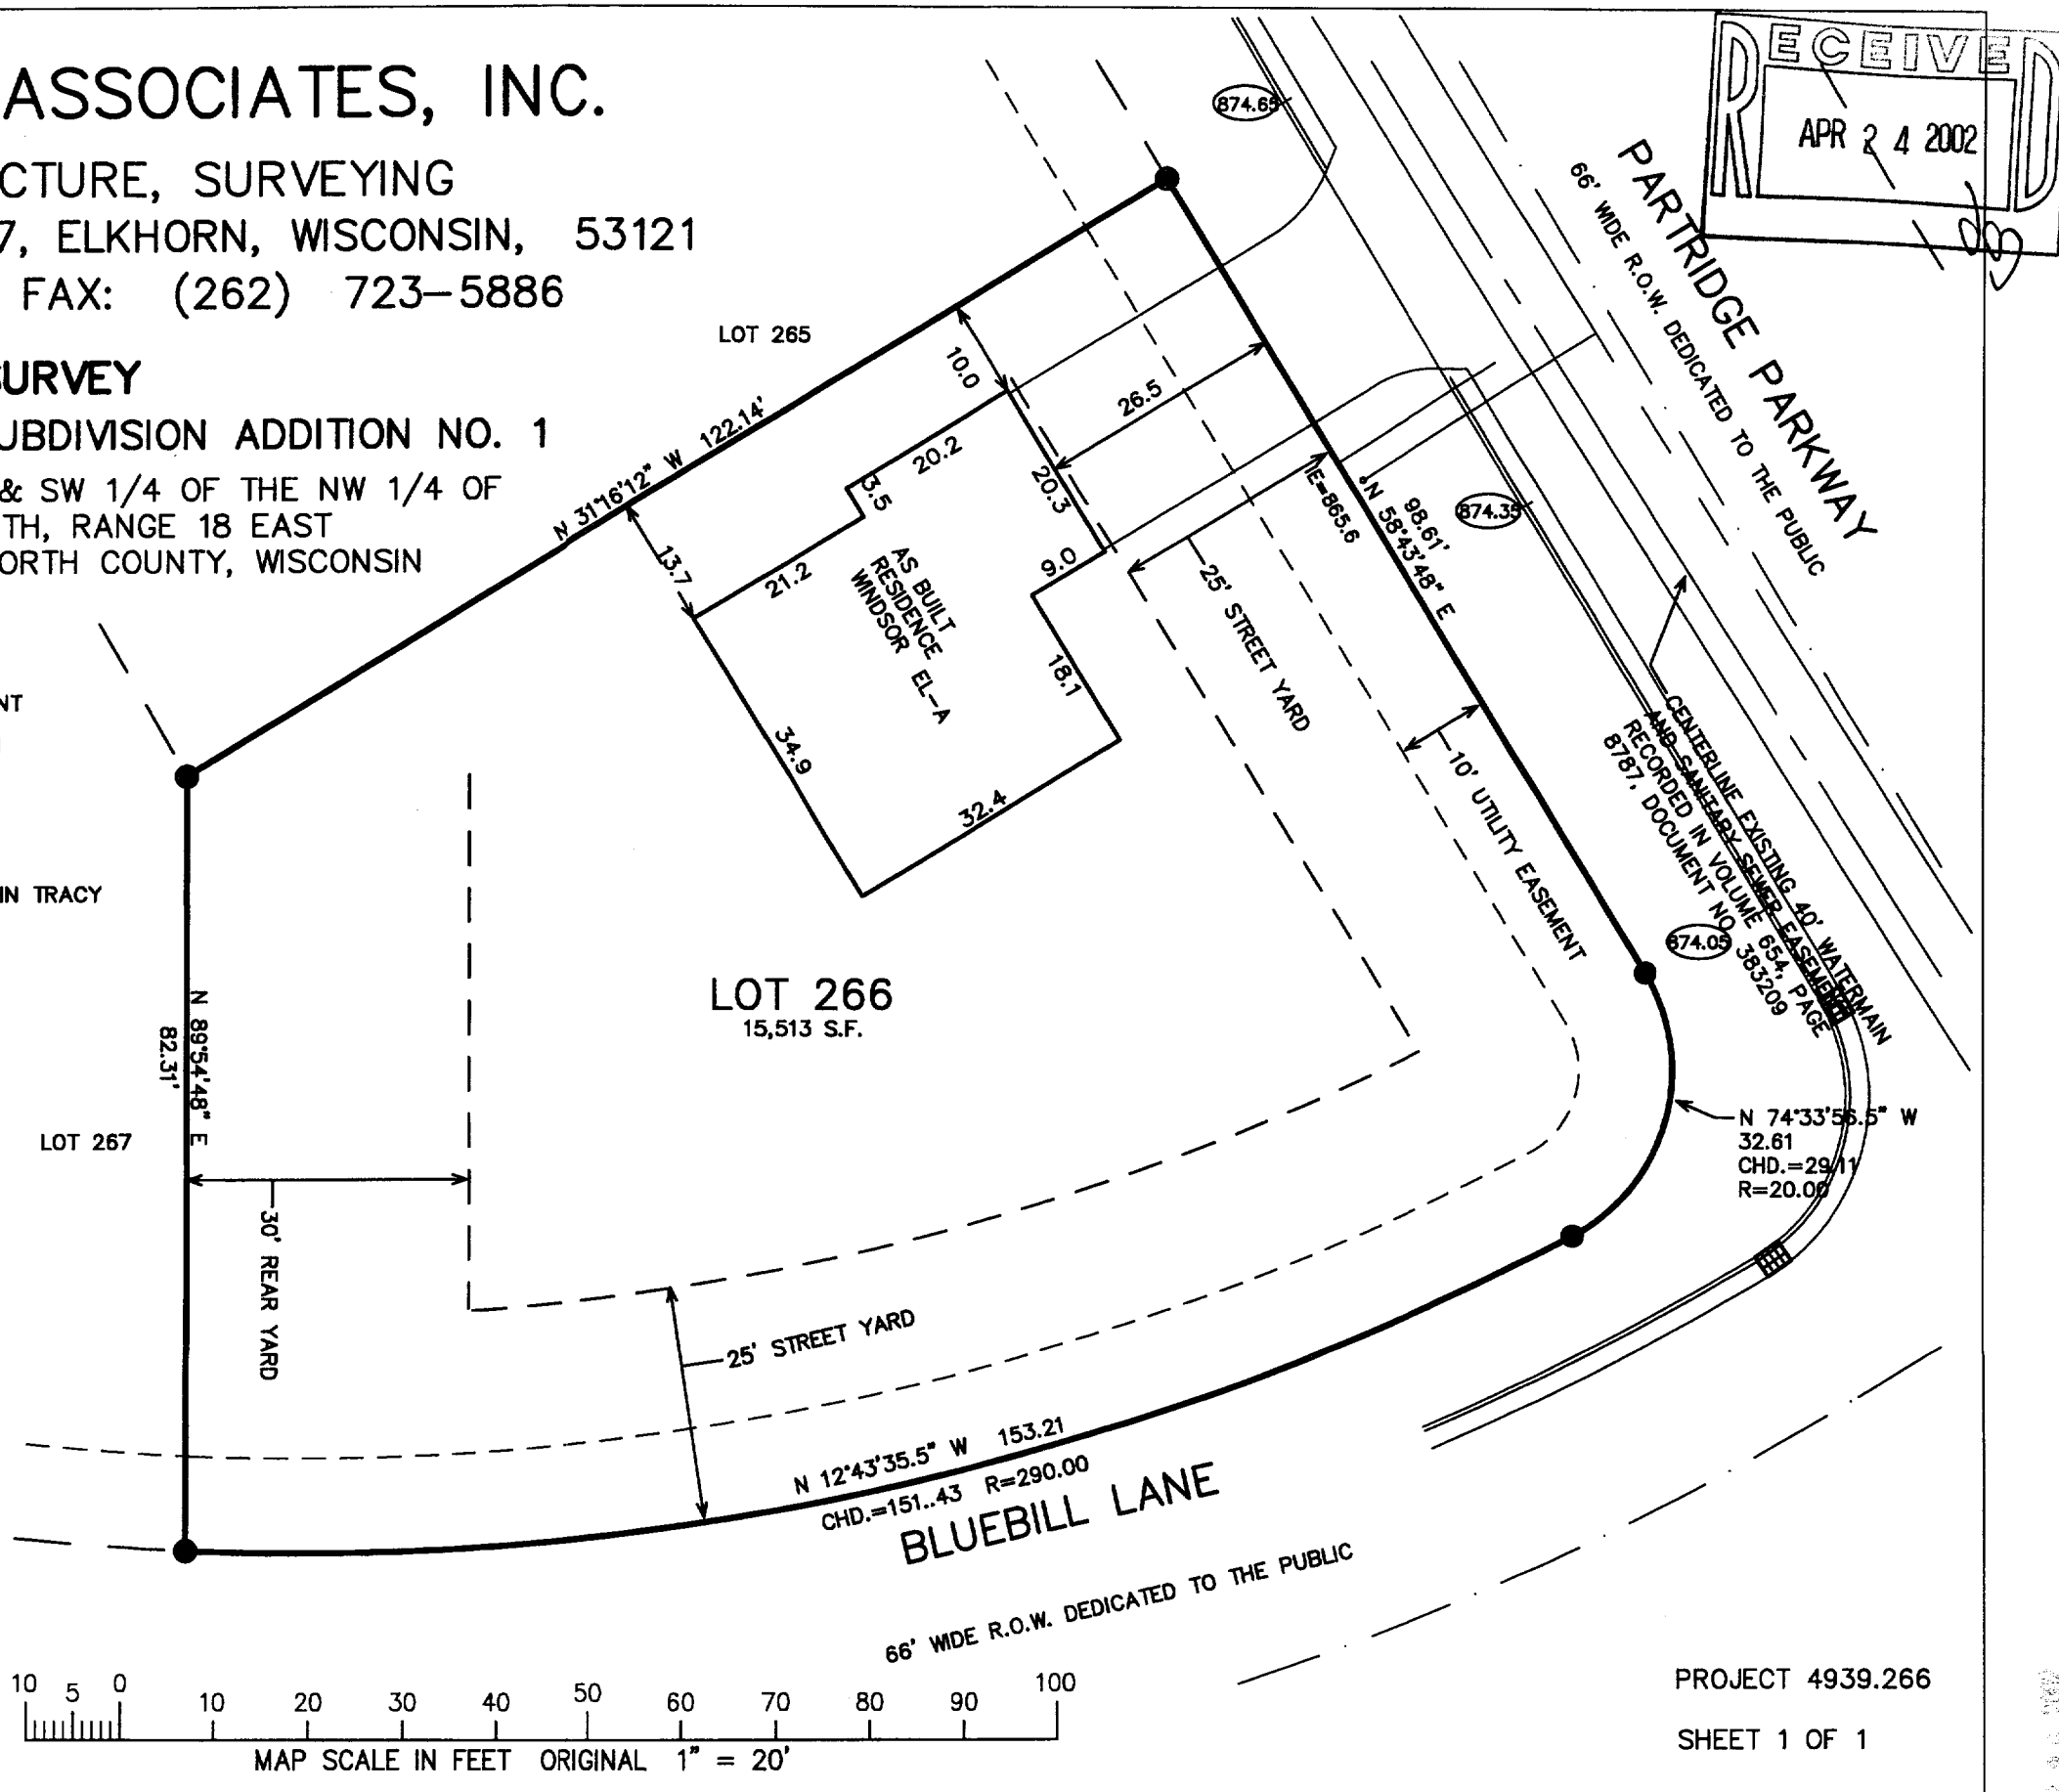 ASSOCIATES, INC.
CTURE, SURVEYING
7, ELKHORN, WISCONSIN, 53121
FAX: (262) 723-5886
SURVEY
UBDIVISION ADDITION NO. 1
& SW 1/4 OF THE NW 1/4 OF
TH, RANGE 18 EAST
ORTH COUNTY, WISCONSIN
NT
IN TRACY
RECEIVED
APR 24 2002
PARTRIDGE PARKWAY
66' WIDE R.O.W. DEDICATED TO THE PUBLIC
874.65
874.35
874.05
LOT 265
N 31°16'12" W 122.14'
10.0
26.5
20.2
20.3
3.5
13.7
21.2
9.0
18.1
34.9
32.4
AS BUILT
RESIDENCE
WINDSOR EL-A
IE=865.6
98.61'
N 58°43'48" E
25' STREET YARD
10' UTILITY EASEMENT
CENTERLINE EXISTING 40' WATERMAIN
AND SANITARY SEWER EASEMENT
RECORDED IN VOLUME 654, PAGE
8787, DOCUMENT NO. 383209
LOT 266
15,513 S.F.
N 89°54'48" E
82.31'
LOT 267
30' REAR YARD
N 74°33'56.5" W
32.61
CHD.=29.11
R=20.00
25' STREET YARD
N 12°43'35.5" W 153.21
CHD.=151..43 R=290.00
BLUEBILL LANE
66' WIDE R.O.W. DEDICATED TO THE PUBLIC
10 5 0 10 20 30 40 50 60 70 80 90 100
MAP SCALE IN FEET ORIGINAL 1" = 20'
PROJECT 4939.266
SHEET 1 OF 1